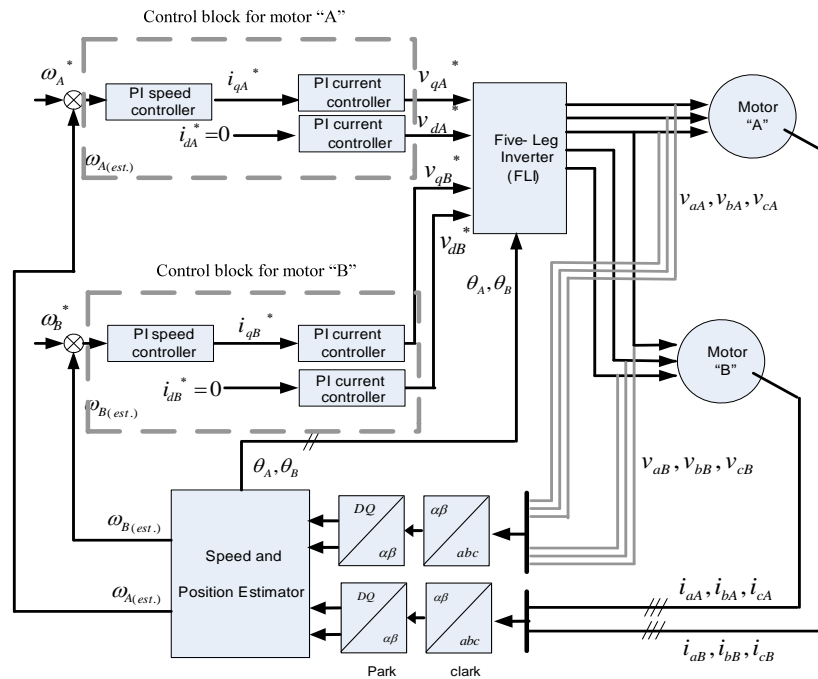 Control block for motor “A”
ω_A*
PI speed
controller
i_qA*
PI current
controller
v_qA*
i_dA* = 0
PI current
controller
v_dA*
ω_A(est.)
Five- Leg
Inverter
(FLI)
Motor
“A”
v_aA, v_bA, v_cA
v_qB*
v_dB*
θ_A, θ_B
Control block for motor “B”
ω_B*
PI speed
controller
i_qB*
PI current
controller
i_dB* = 0
PI current
controller
ω_B(est.)
Motor
“B”
v_aB, v_bB, v_cB
θ_A, θ_B
ω_B(est.)
ω_A(est.)
Speed and
Position Estimator
DQ
αβ
αβ
abc
DQ
αβ
αβ
abc
Park
clark
i_aA, i_bA, i_cA
i_aB, i_bB, i_cB